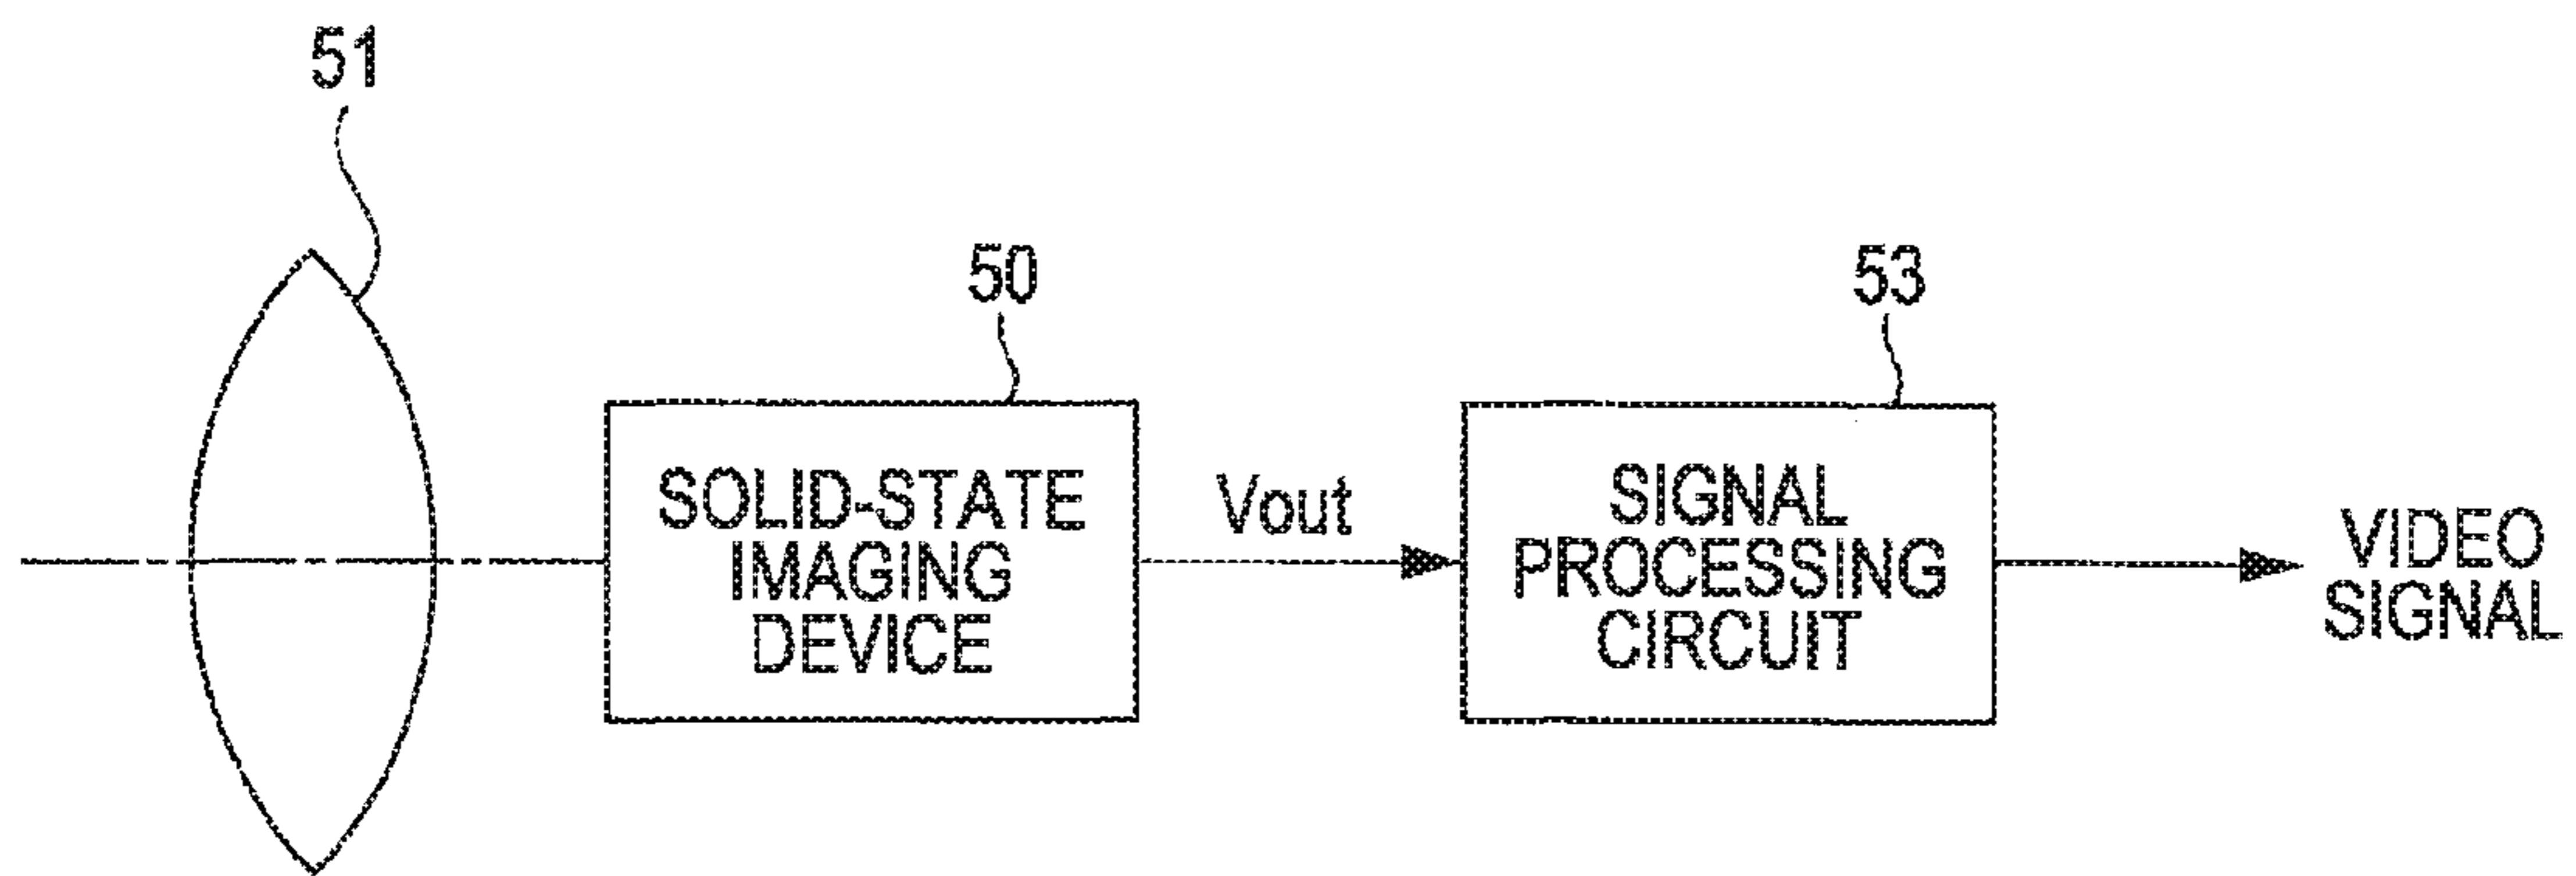 51
50
53
SOLID-STATE
IMAGING
DEVICE
Vout
SIGNAL
PROCESSING
CIRCUIT
VIDEO
SIGNAL